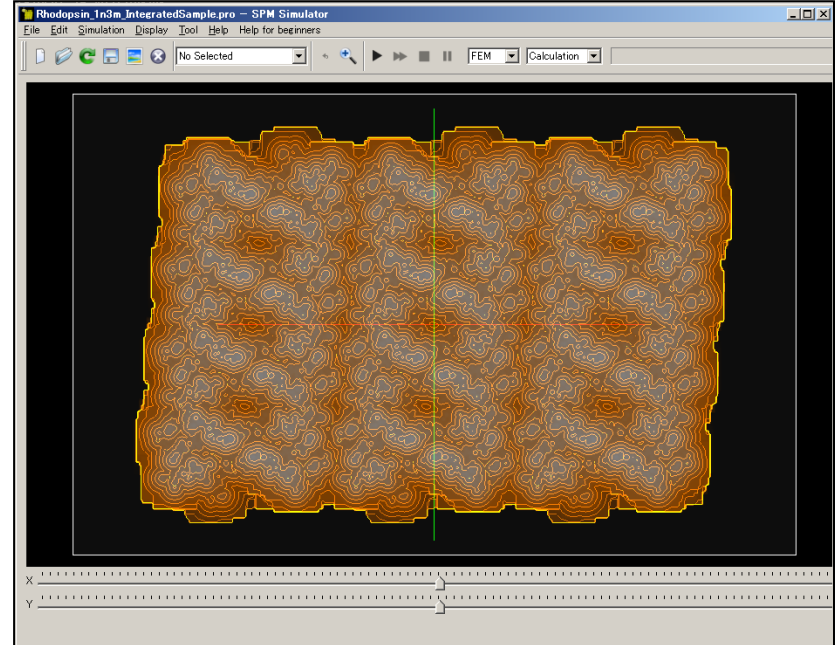 Rhodopsin_1n3m_IntegratedSample.pro － SPM Simulator
File Edit Simulation Display Tool Help Help for beginners
No Selected FEM Calculation
X
Y